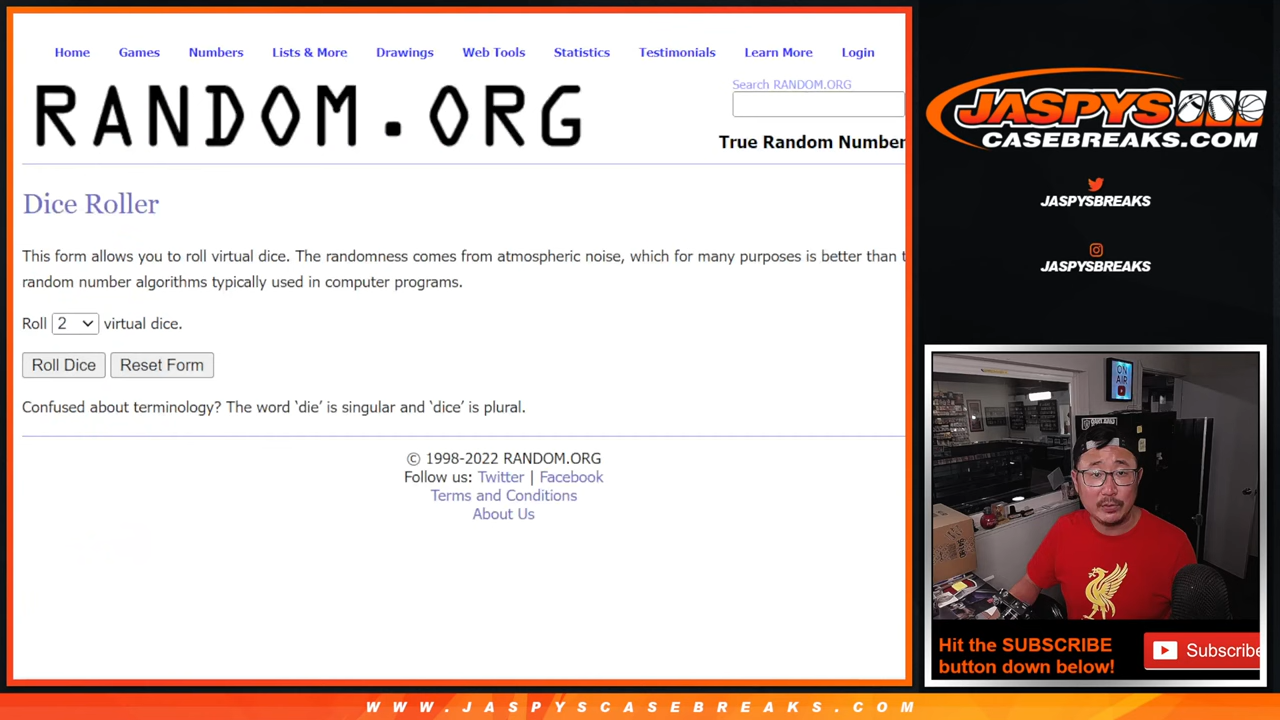 Home Games Numbers Lists & More Drawings Web Tools Statistics Testimonials Learn More Login
RANDOM.ORG
Search RANDOM.ORG
True Random Number
Dice Roller
This form allows you to roll virtual dice. The randomness comes from atmospheric noise, which for many purposes is better than t
random number algorithms typically used in computer programs.
Roll 2 virtual dice.
Roll Dice Reset Form
Confused about terminology? The word ‘die’ is singular and ‘dice’ is plural.
© 1998-2022 RANDOM.ORG
Follow us: Twitter | Facebook
Terms and Conditions
About Us
JASPYS
CASEBREAKS.COM
JASPYSBREAKS
JASPYSBREAKS
ON
AIR
Hit the SUBSCRIBE
button down below!
Subscribe
WWW.JASPYSCASEBREAKS.COM